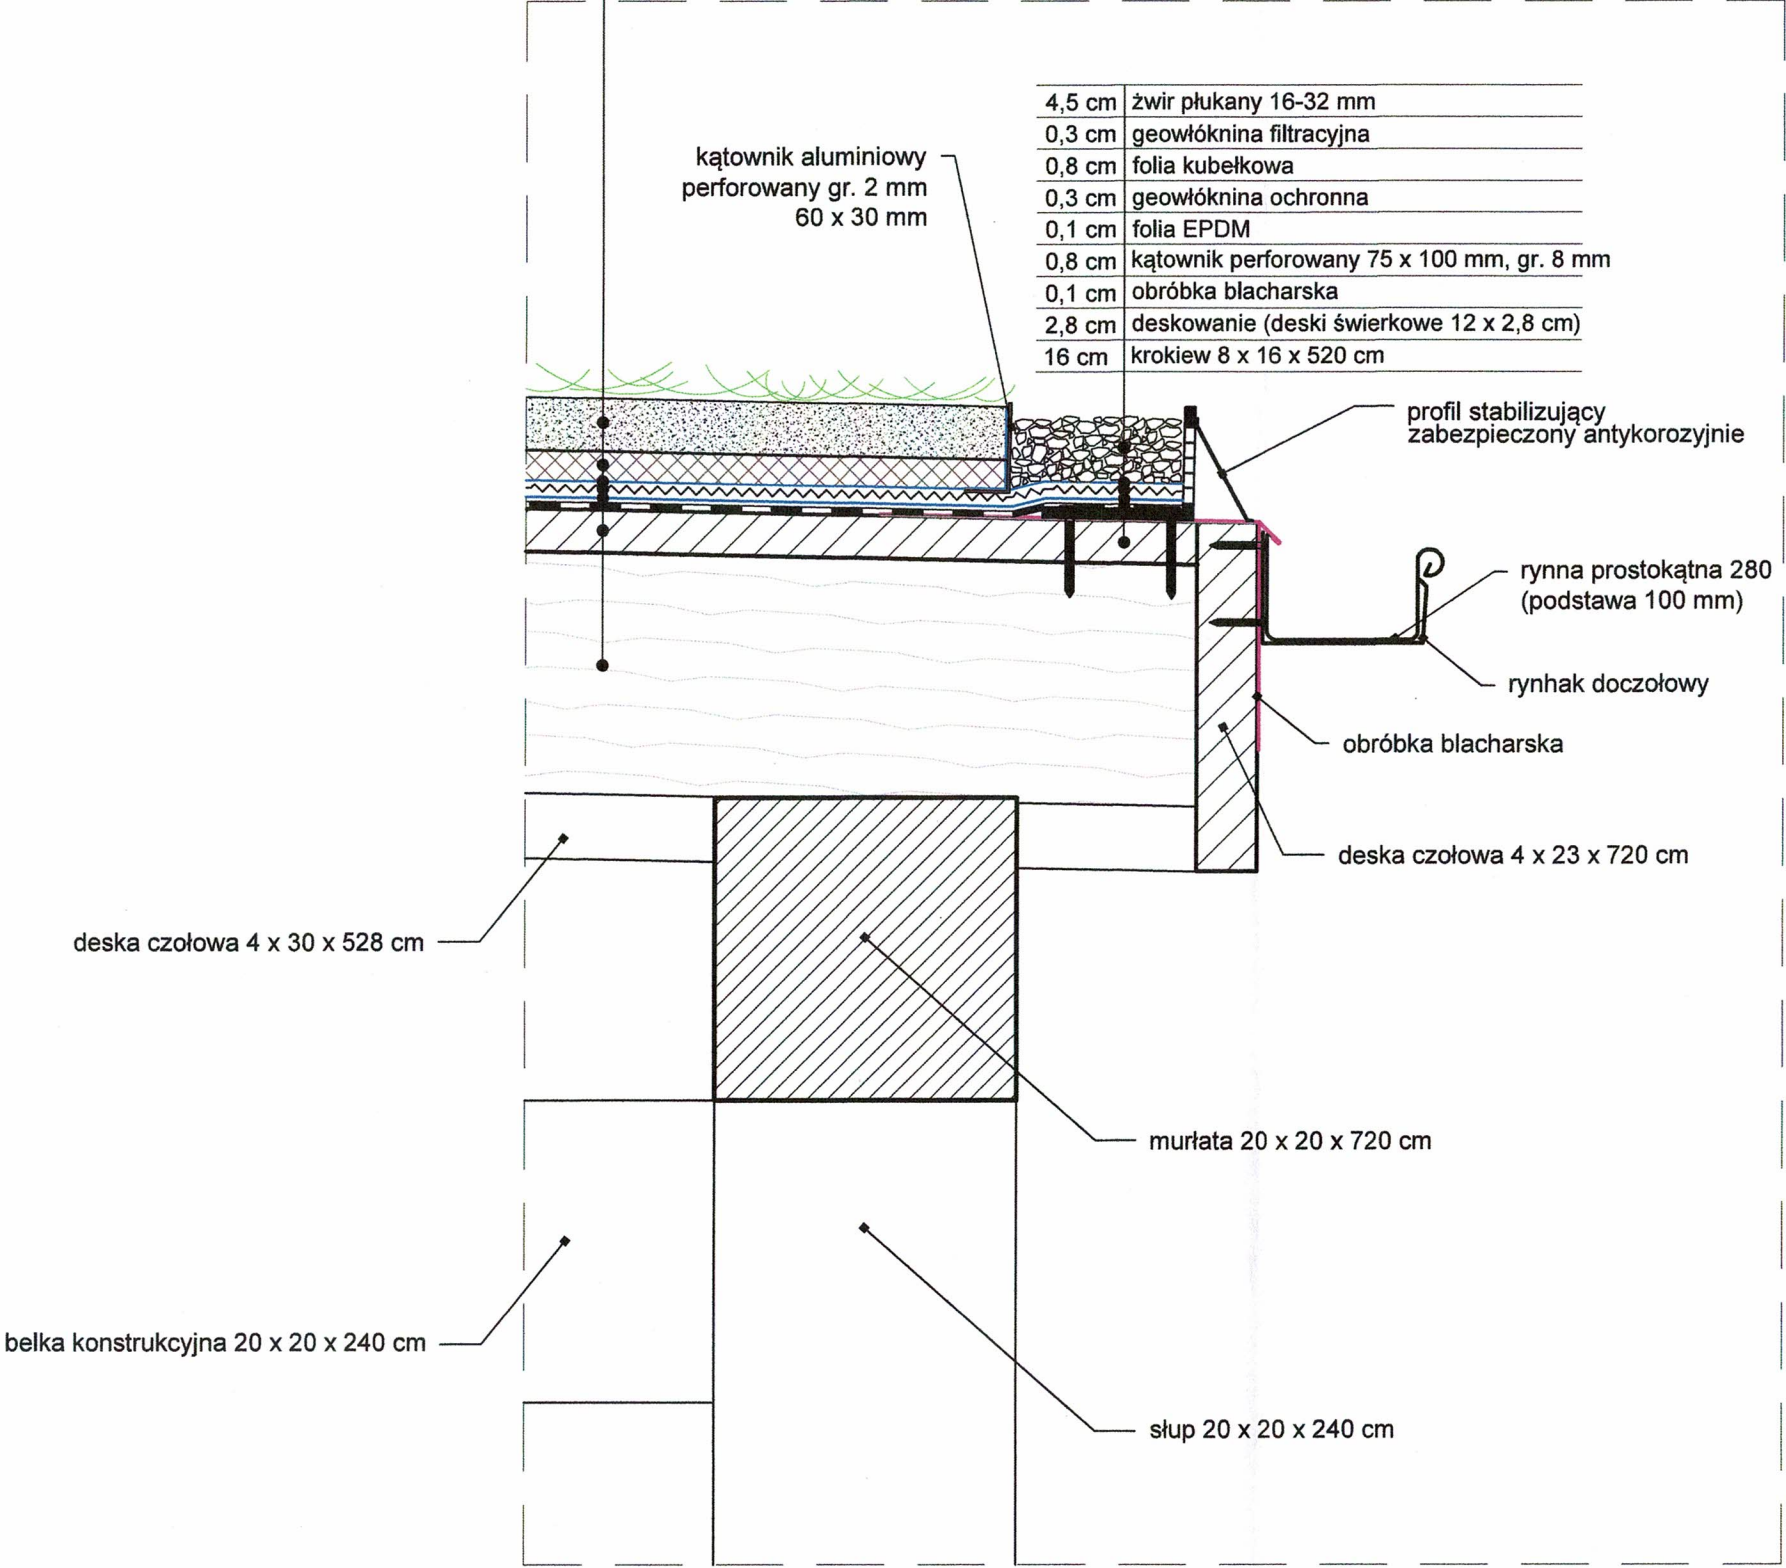 4,5 cm żwir płukany 16-32 mm
0,3 cm geowłóknina filtracyjna
0,8 cm folia kubełkowa
0,3 cm geowłóknina ochronna
0,1 cm folia EPDM
0,8 cm kątownik perforowany 75 x 100 mm, gr. 8 mm
0,1 cm obróbka blacharska
2,8 cm deskowanie (deski świerkowe 12 x 2,8 cm)
16 cm krokiew 8 x 16 x 520 cm
kątownik aluminiowy
perforowany gr. 2 mm
60 x 30 mm
profil stabilizujący
zabezpieczony antykorozyjnie
rynna prostokątna 280
(podstawa 100 mm)
rynhak doczołowy
obróbka blacharska
deska czołowa 4 x 23 x 720 cm
deska czołowa 4 x 30 x 528 cm
murłata 20 x 20 x 720 cm
belka konstrukcyjna 20 x 20 x 240 cm
słup 20 x 20 x 240 cm